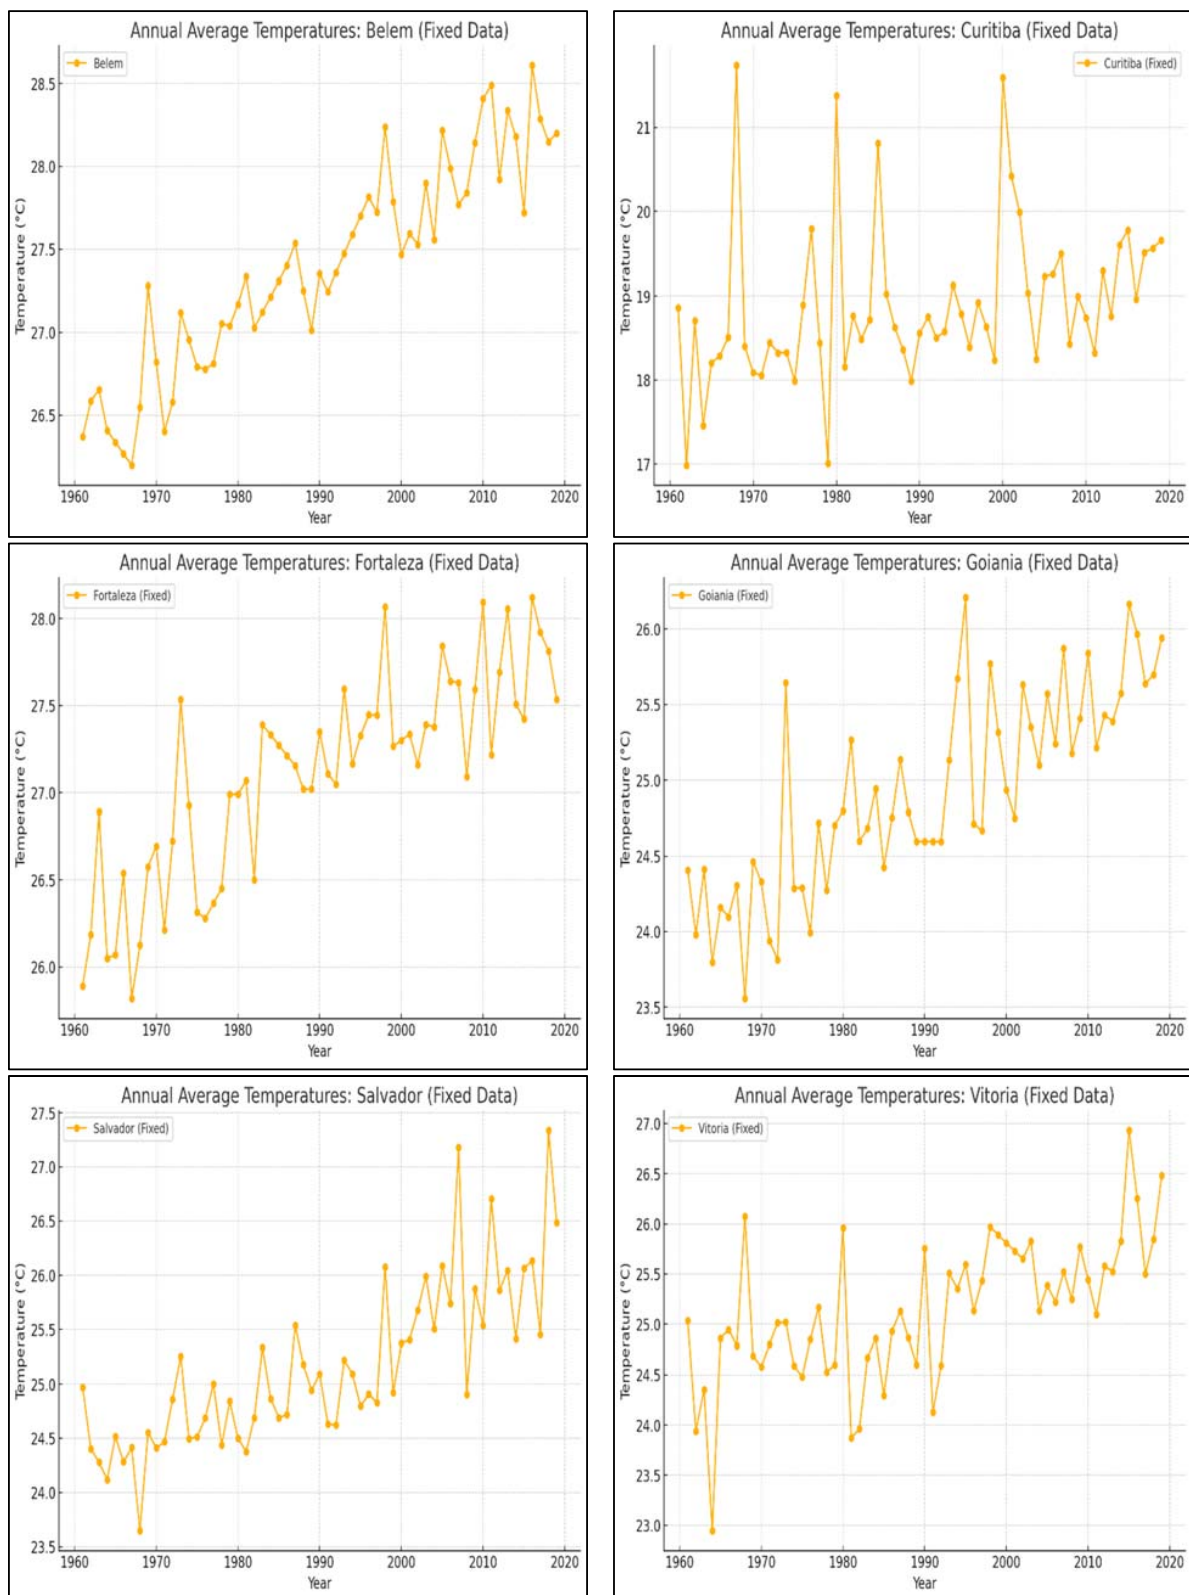 Annual Average Temperatures: Belem (Fixed Data)
Belem
28.5
28.0
27.5
27.0
26.5
Temperature (°C)
1960 1970 1980 1990 2000 2010 2020
Year
Annual Average Temperatures: Curitiba (Fixed Data)
Curitiba (Fixed)
21
20
19
18
17
Temperature (°C)
1960 1970 1980 1990 2000 2010 2020
Year
Annual Average Temperatures: Fortaleza (Fixed Data)
Fortaleza (Fixed)
28.0
27.5
27.0
26.5
26.0
Temperature (°C)
1960 1970 1980 1990 2000 2010 2020
Year
Annual Average Temperatures: Goiania (Fixed Data)
Goiania (Fixed)
26.0
25.5
25.0
24.5
24.0
23.5
Temperature (°C)
1960 1970 1980 1990 2000 2010 2020
Year
Annual Average Temperatures: Salvador (Fixed Data)
Salvador (Fixed)
27.5
27.0
26.5
26.0
25.5
25.0
24.5
24.0
23.5
Temperature (°C)
1960 1970 1980 1990 2000 2010 2020
Year
Annual Average Temperatures: Vitoria (Fixed Data)
Vitoria (Fixed)
27.0
26.5
26.0
25.5
25.0
24.5
24.0
23.5
23.0
Temperature (°C)
1960 1970 1980 1990 2000 2010 2020
Year